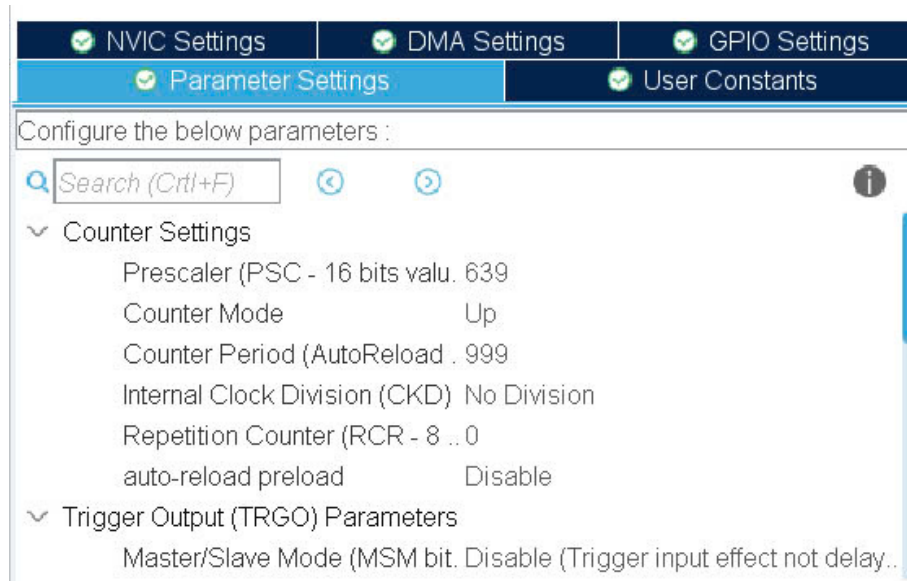 NVIC Settings DMA Settings GPIO Settings
Parameter Settings User Constants
Configure the below parameters :
Search (Crtl+F)
Counter Settings
Prescaler (PSC - 16 bits valu. 639
Counter Mode Up
Counter Period (AutoReload . 999
Internal Clock Division (CKD) No Division
Repetition Counter (RCR - 8 .. 0
auto-reload preload Disable
Trigger Output (TRGO) Parameters
Master/Slave Mode (MSM bit. Disable (Trigger input effect not delay..